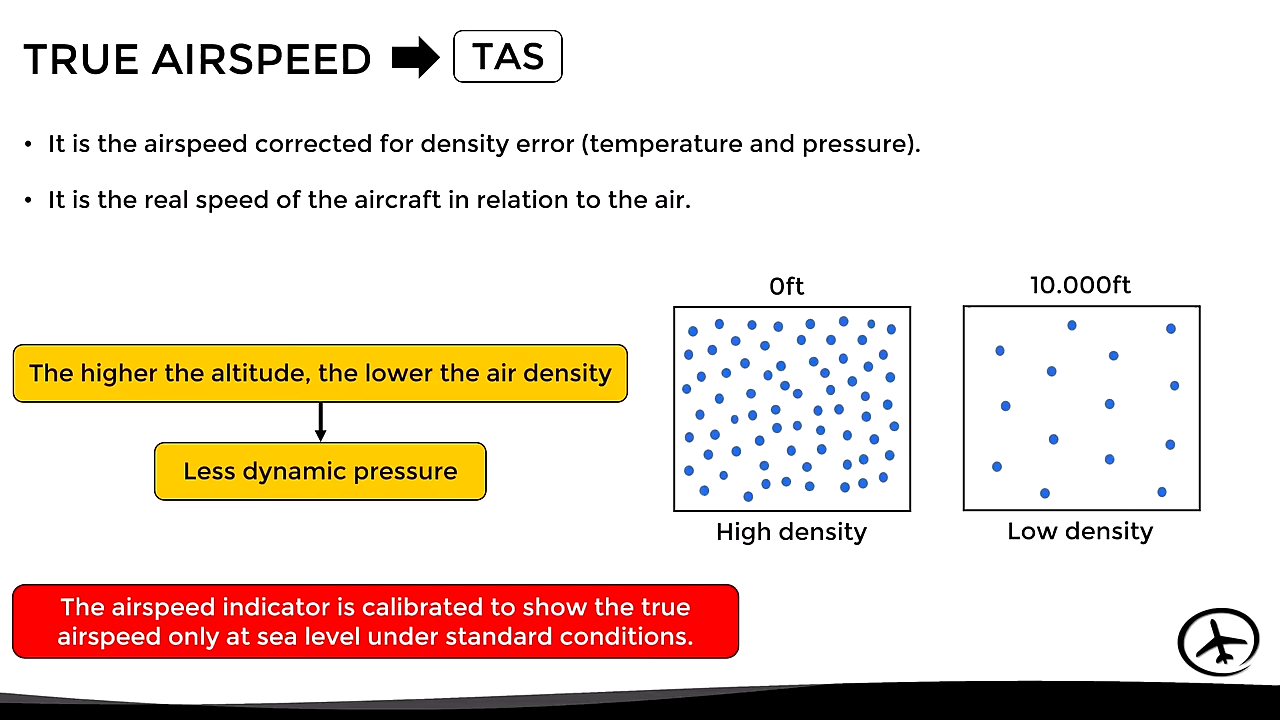 TRUE AIRSPEED
TAS
• It is the airspeed corrected for density error (temperature and pressure).
• It is the real speed of the aircraft in relation to the air.
0ft
10.000ft
The higher the altitude, the lower the air density
Less dynamic pressure
High density
Low density
The airspeed indicator is calibrated to show the true
airspeed only at sea level under standard conditions.